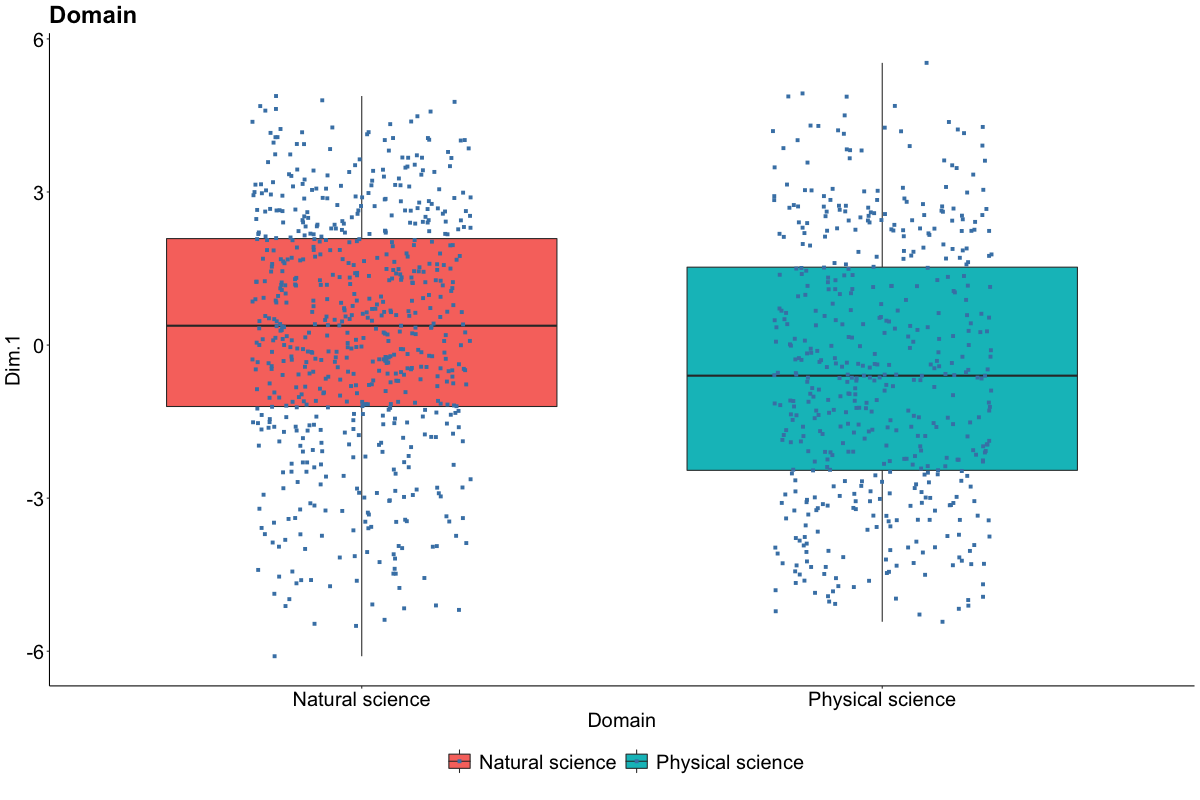 Domain
6
3
0
-3
-6
Dim.1
Natural science Physical science
Domain
Natural science Physical science